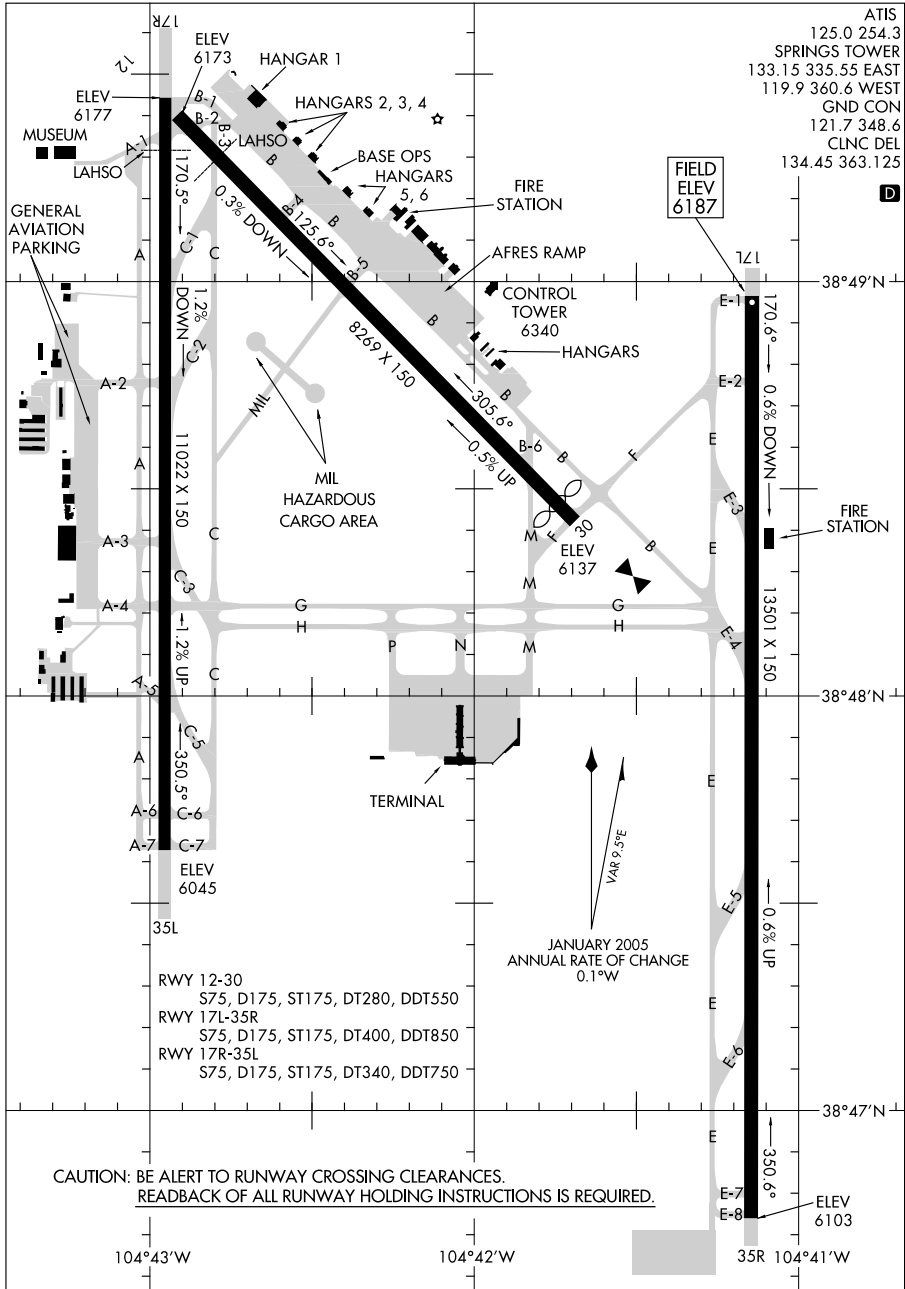 17R
12
ELEV
6173
ELEV
6177
HANGAR 1
HANGARS 2, 3, 4
BASE OPS
HANGARS
5, 6
FIRE
STATION
AFRES RAMP
ATIS
125.0 254.3
SPRINGS TOWER
133.15 335.55 EAST
119.9 360.6 WEST
GND CON
121.7 348.6
CLNC DEL
134.45 363.125
D
FIELD
ELEV
6187
17L
MUSEUM
A-1
LAHSO
B-1
B-2
B-3
LAHSO
B
B-4
B
B-5
B
170.5°
0.3% DOWN
125.6°
GENERAL
AVIATION
PARKING
A
C-1
C
38°49'N
1.2%
DOWN
C-2
8269 X 150
CONTROL
TOWER
6340
HANGARS
E-1
170.6°
A-2
MIL
E-2
0.6% DOWN
305.6°
0.5% UP
B
B-6
B
F
E
A
11022 X 150
MIL
HAZARDOUS
CARGO AREA
E-3
FIRE
STATION
A-3
C
M
F
30
ELEV
6137
B
E
C-3
M
A-4
G
G
13501 X 150
H
H
E-4
1.2% UP
P
N
M
C
A-5
38°48'N
C-5
350.5°
A
TERMINAL
E
A-6
C-6
A-7
C-7
VAR 9.5°E
ELEV
6045
35L
E-5
0.6% UP
JANUARY 2005
ANNUAL RATE OF CHANGE
0.1°W
RWY 12-30
S75, D175, ST175, DT280, DDT550
RWY 17L-35R
S75, D175, ST175, DT400, DDT850
RWY 17R-35L
S75, D175, ST175, DT340, DDT750
E
E-6
38°47'N
E
350.6°
CAUTION: BE ALERT TO RUNWAY CROSSING CLEARANCES.
READBACK OF ALL RUNWAY HOLDING INSTRUCTIONS IS REQUIRED.
E-7
E-8
ELEV
6103
104°43'W
104°42'W
35R
104°41'W